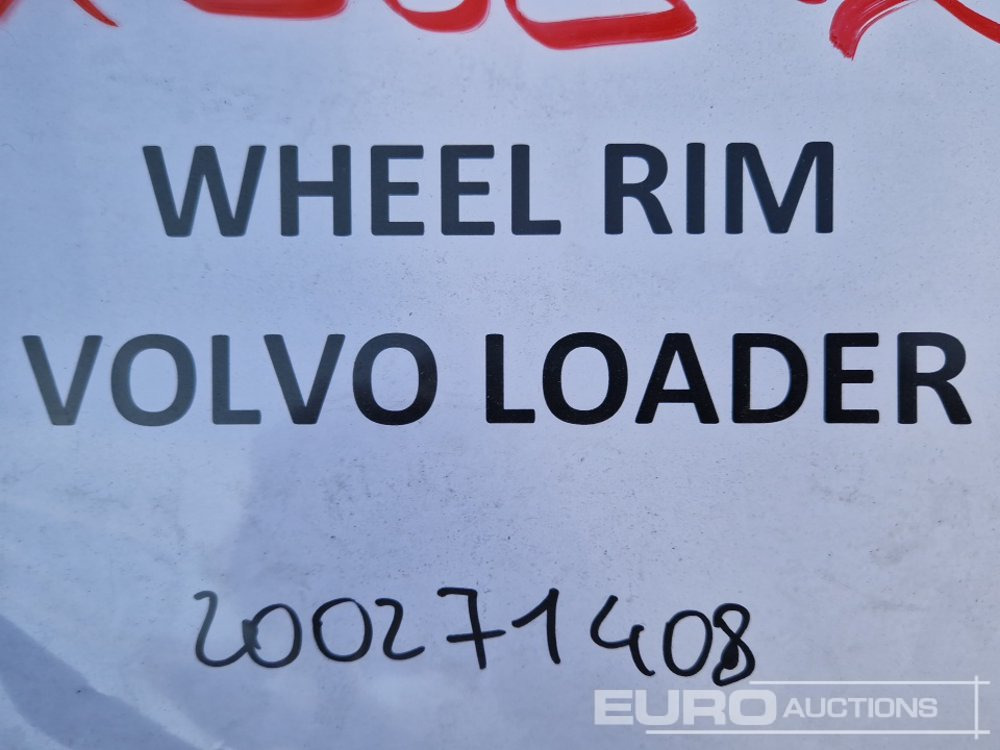 WHEEL RIM
VOLVO LOADER
200271408
EURO AUCTIONS